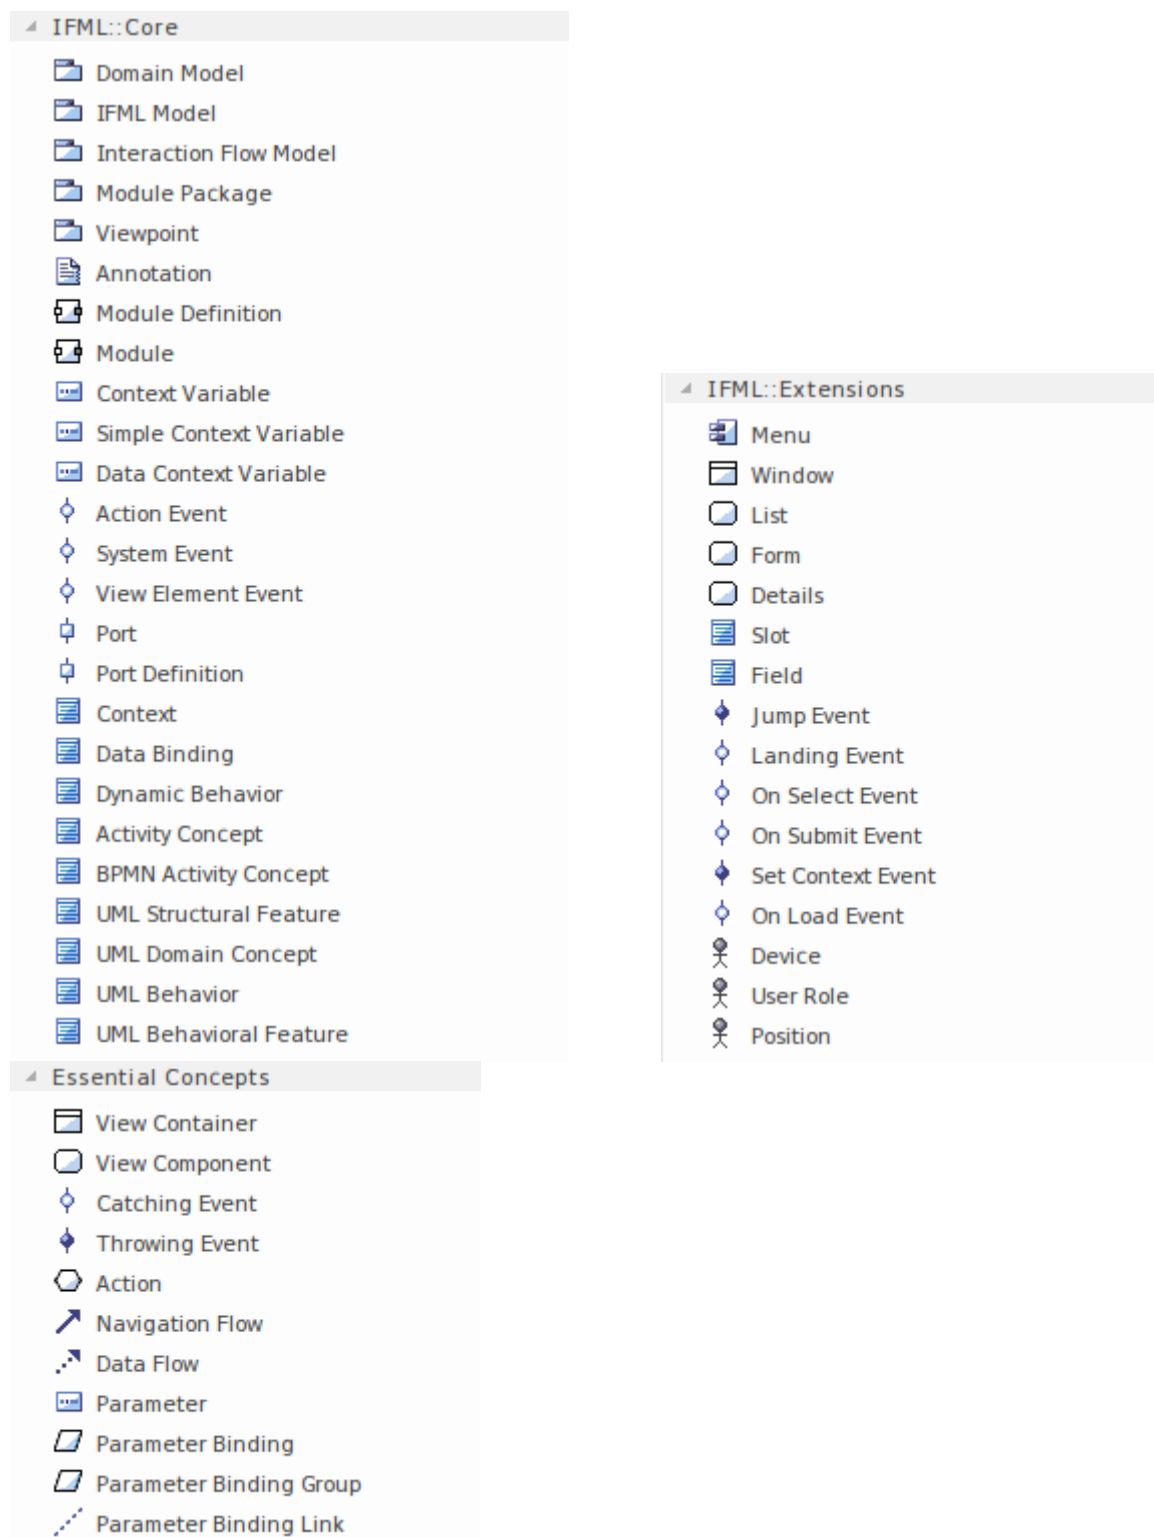 IFML::Core
Domain Model
IFML Model
Interaction Flow Model
Module Package
Viewpoint
Annotation
Module Definition
Module
Context Variable
Simple Context Variable
Data Context Variable
Action Event
System Event
View Element Event
Port
Port Definition
Context
Data Binding
Dynamic Behavior
Activity Concept
BPMN Activity Concept
UML Structural Feature
UML Domain Concept
UML Behavior
UML Behavioral Feature
Essential Concepts
View Container
View Component
Catching Event
Throwing Event
Action
Navigation Flow
Data Flow
Parameter
Parameter Binding
Parameter Binding Group
Parameter Binding Link
IFML::Extensions
Menu
Window
List
Form
Details
Slot
Field
Jump Event
Landing Event
On Select Event
On Submit Event
Set Context Event
On Load Event
Device
User Role
Position